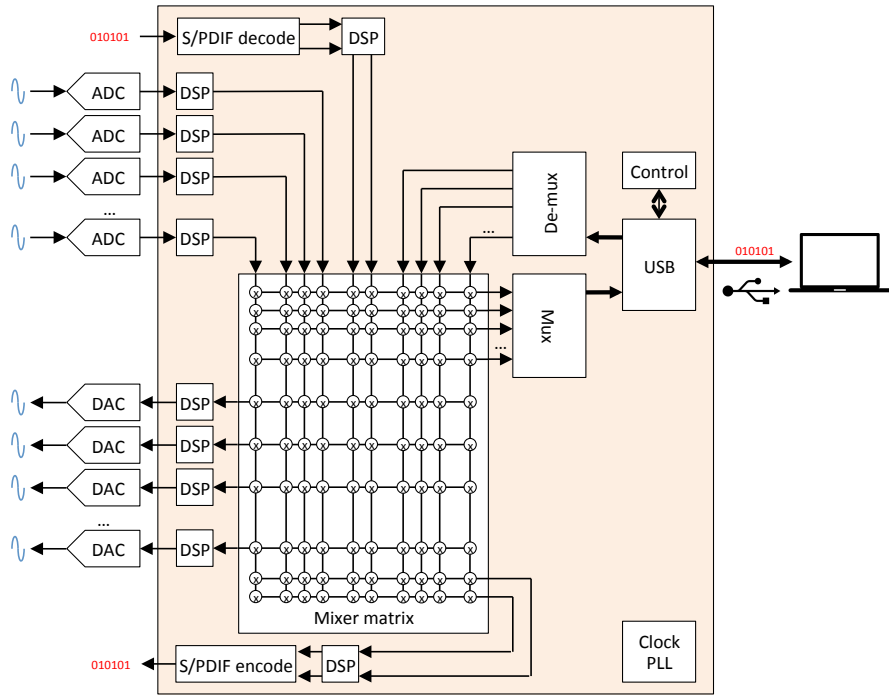 010101
S/PDIF decode
DSP
ADC
DSP
ADC
DSP
ADC
DSP
...
ADC
DSP
De-mux
...
Control
USB
010101
Mux
...
x x x x x x x x x x
x x x x x x x x x x
x x x x x x x x x x
x x x x x x x x x x
DAC
DSP
x x x x x x x x x x
DAC
DSP
x x x x x x x x x x
DAC
DSP
x x x x x x x x x x
...
DAC
DSP
x x x x x x x x x x
x x x x x x x x x x
x x x x x x x x x x
Mixer matrix
010101
S/PDIF encode
DSP
Clock
PLL